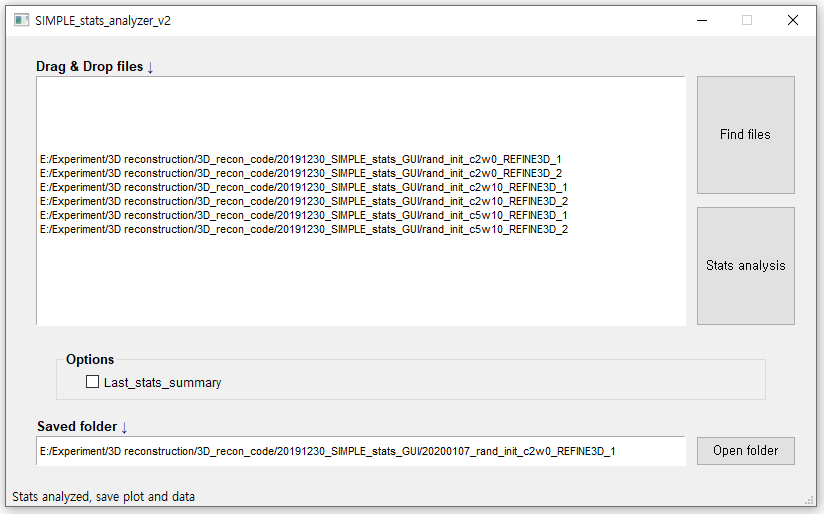 SIMPLE_stats_analyzer_v2
Drag & Drop files ↓
E:/Experiment/3D reconstruction/3D_recon_code/20191230_SIMPLE_stats_GUI/rand_init_c2w0_REFINE3D_1
E:/Experiment/3D reconstruction/3D_recon_code/20191230_SIMPLE_stats_GUI/rand_init_c2w0_REFINE3D_2
E:/Experiment/3D reconstruction/3D_recon_code/20191230_SIMPLE_stats_GUI/rand_init_c2w10_REFINE3D_1
E:/Experiment/3D reconstruction/3D_recon_code/20191230_SIMPLE_stats_GUI/rand_init_c2w10_REFINE3D_2
E:/Experiment/3D reconstruction/3D_recon_code/20191230_SIMPLE_stats_GUI/rand_init_c5w10_REFINE3D_1
E:/Experiment/3D reconstruction/3D_recon_code/20191230_SIMPLE_stats_GUI/rand_init_c5w10_REFINE3D_2
Find files
Stats analysis
Options
Last_stats_summary
Saved folder ↓
E:/Experiment/3D reconstruction/3D_recon_code/20191230_SIMPLE_stats_GUI/20200107_rand_init_c2w0_REFINE3D_1
Open folder
Stats analyzed, save plot and data